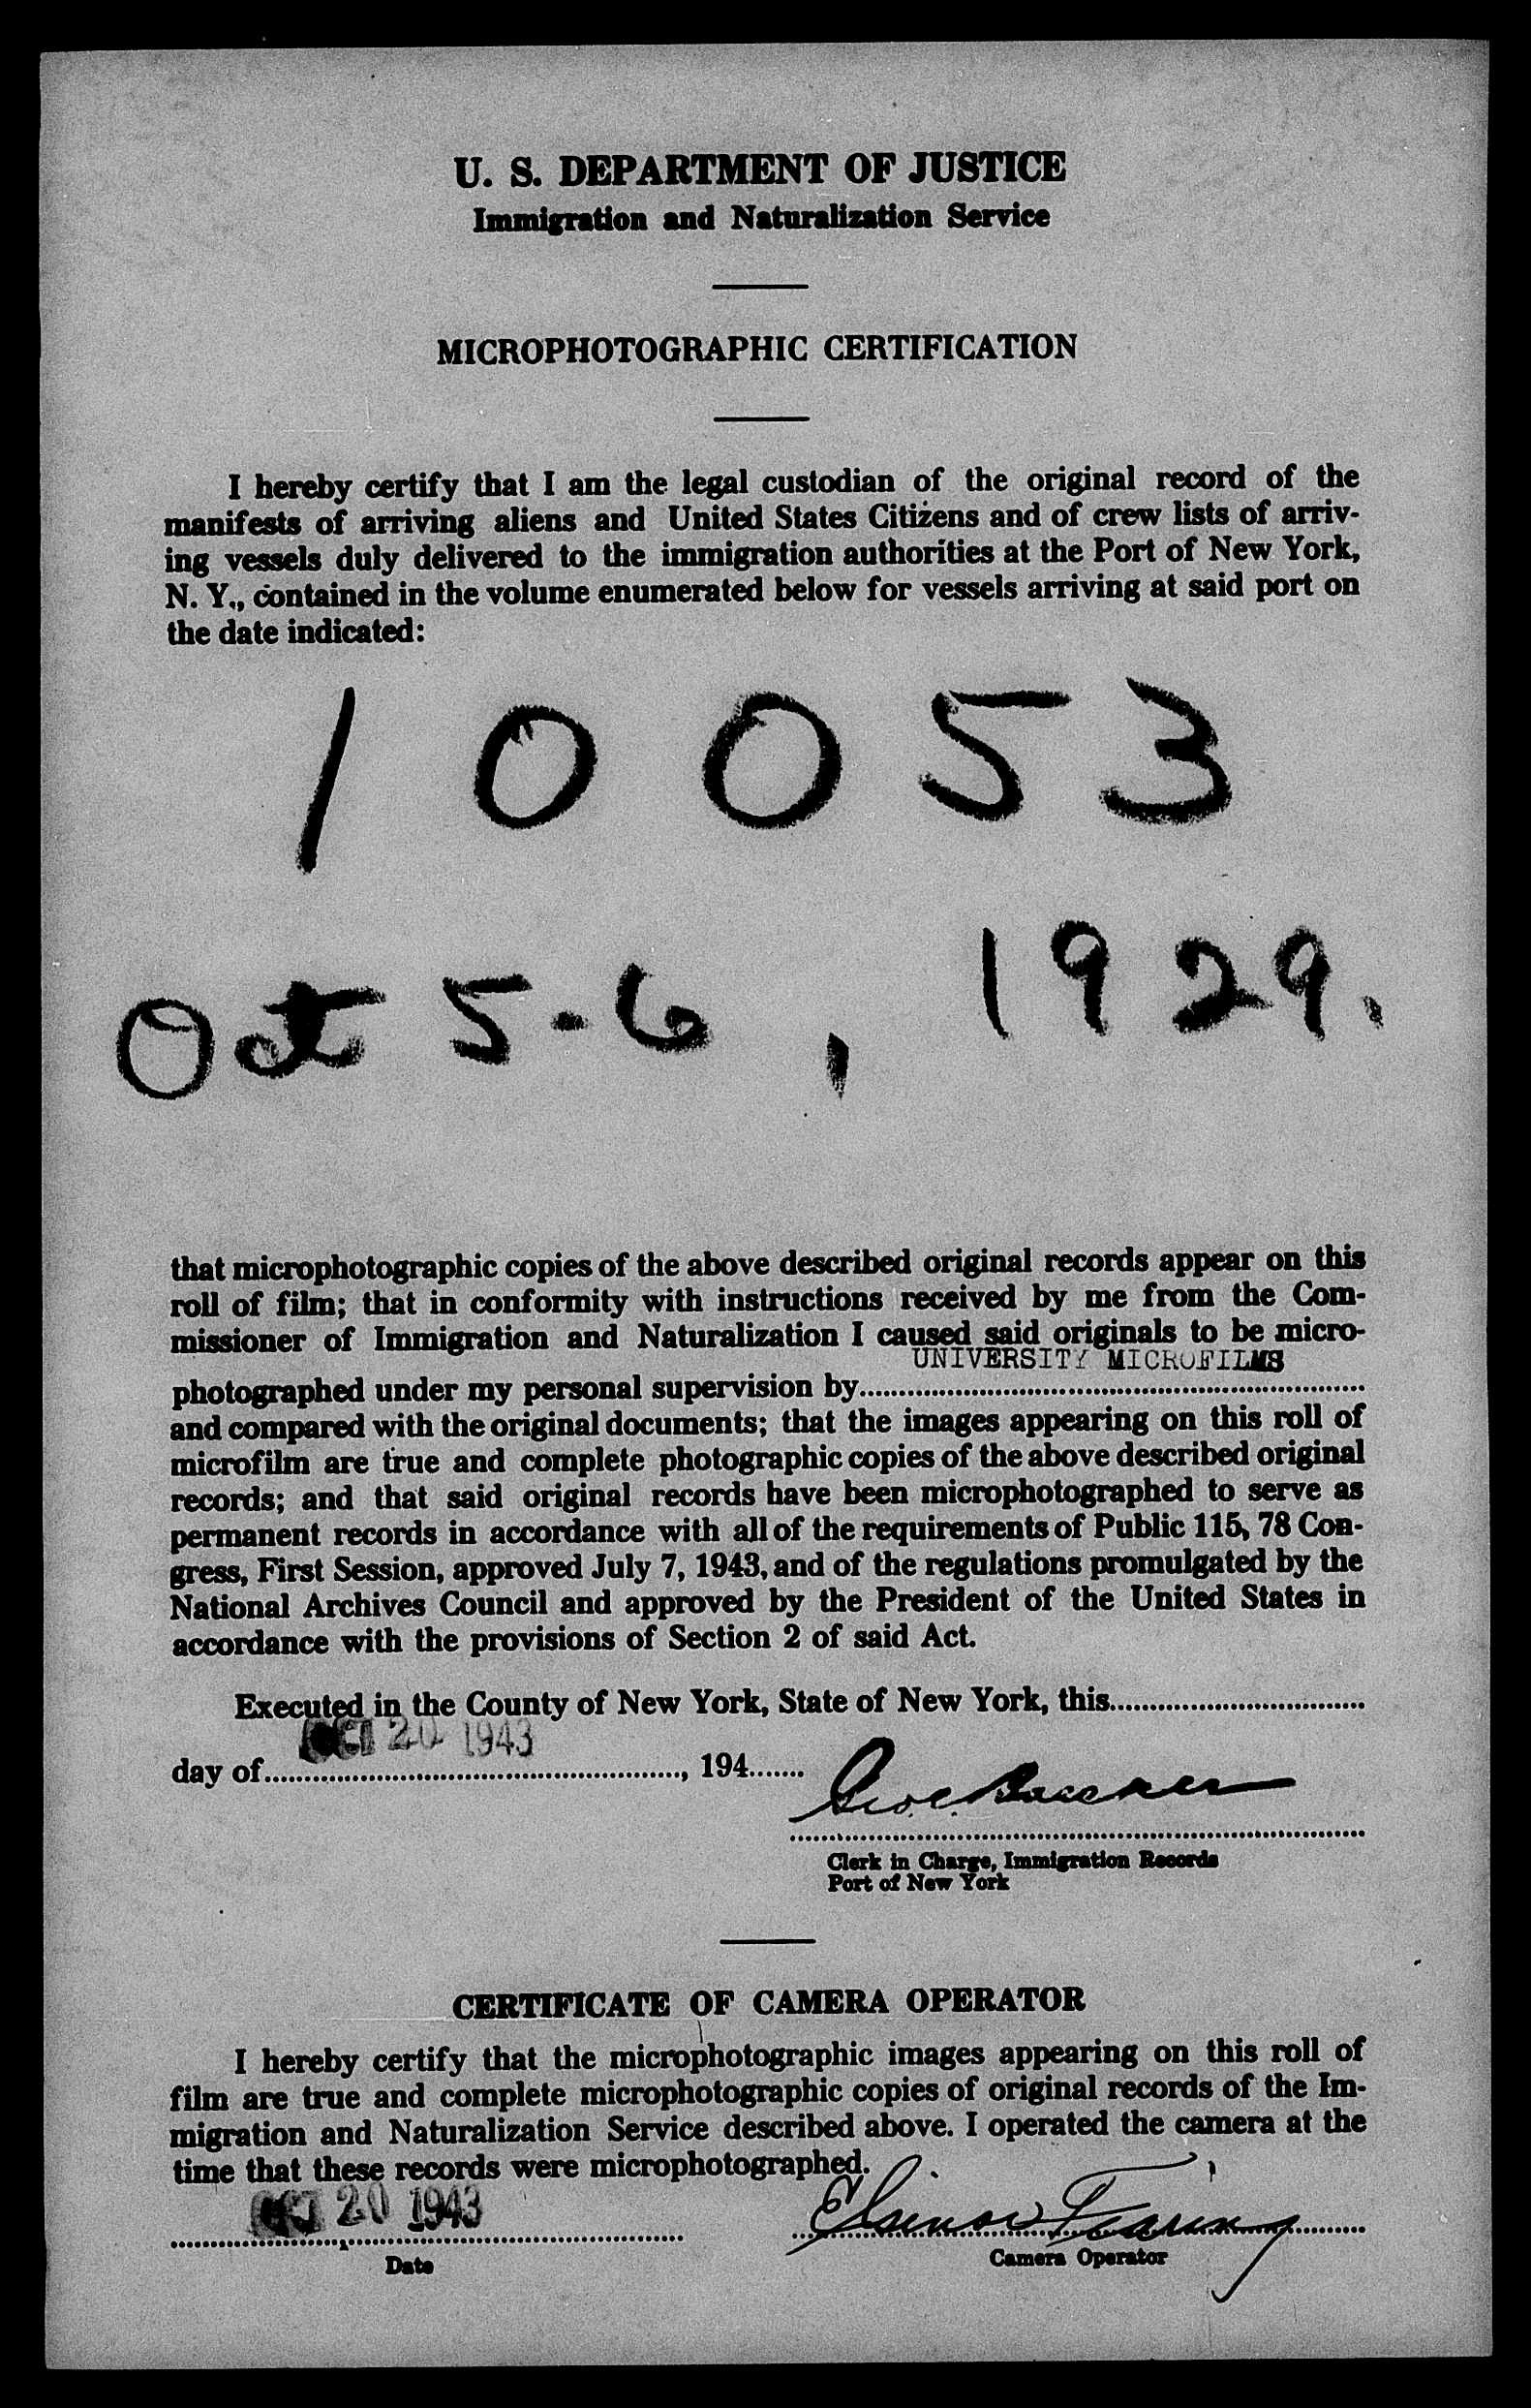 U. S. DEPARTMENT OF JUSTICE
Immigration and Naturalization Service
MICROPHOTOGRAPHIC CERTIFICATION
I hereby certify that I am the legal custodian of the original record of the
manifests of arriving aliens and United States Citizens and of crew lists of arriv-
ing vessels duly delivered to the immigration authorities at the Port of New York,
N. Y., contained in the volume enumerated below for vessels arriving at said port on
the date indicated:
10053
Oct 5-6, 1929.
that microphotographic copies of the above described original records appear on this
roll of film; that in conformity with instructions received by me from the Com-
missioner of Immigration and Naturalization I caused said originals to be micro-
UNIVERSITY MICROFILMS
photographed under my personal supervision by
and compared with the original documents; that the images appearing on this roll of
microfilm are true and complete photographic copies of the above described original
records; and that said original records have been microphotographed to serve as
permanent records in accordance with all of the requirements of Public 115, 78 Con-
gress, First Session, approved July 7, 1943, and of the regulations promulgated by the
National Archives Council and approved by the President of the United States in
accordance with the provisions of Section 2 of said Act.
Executed in the County of New York, State of New York, this
OCT 20 1943
day of, 194
Clerk in Charge, Immigration Records
Port of New York
CERTIFICATE OF CAMERA OPERATOR
I hereby certify that the microphotographic images appearing on this roll of
film are true and complete microphotographic copies of original records of the Im-
migration and Naturalization Service described above. I operated the camera at the
time that these records were microphotographed.
OCT 20 1943
Date
Camera Operator